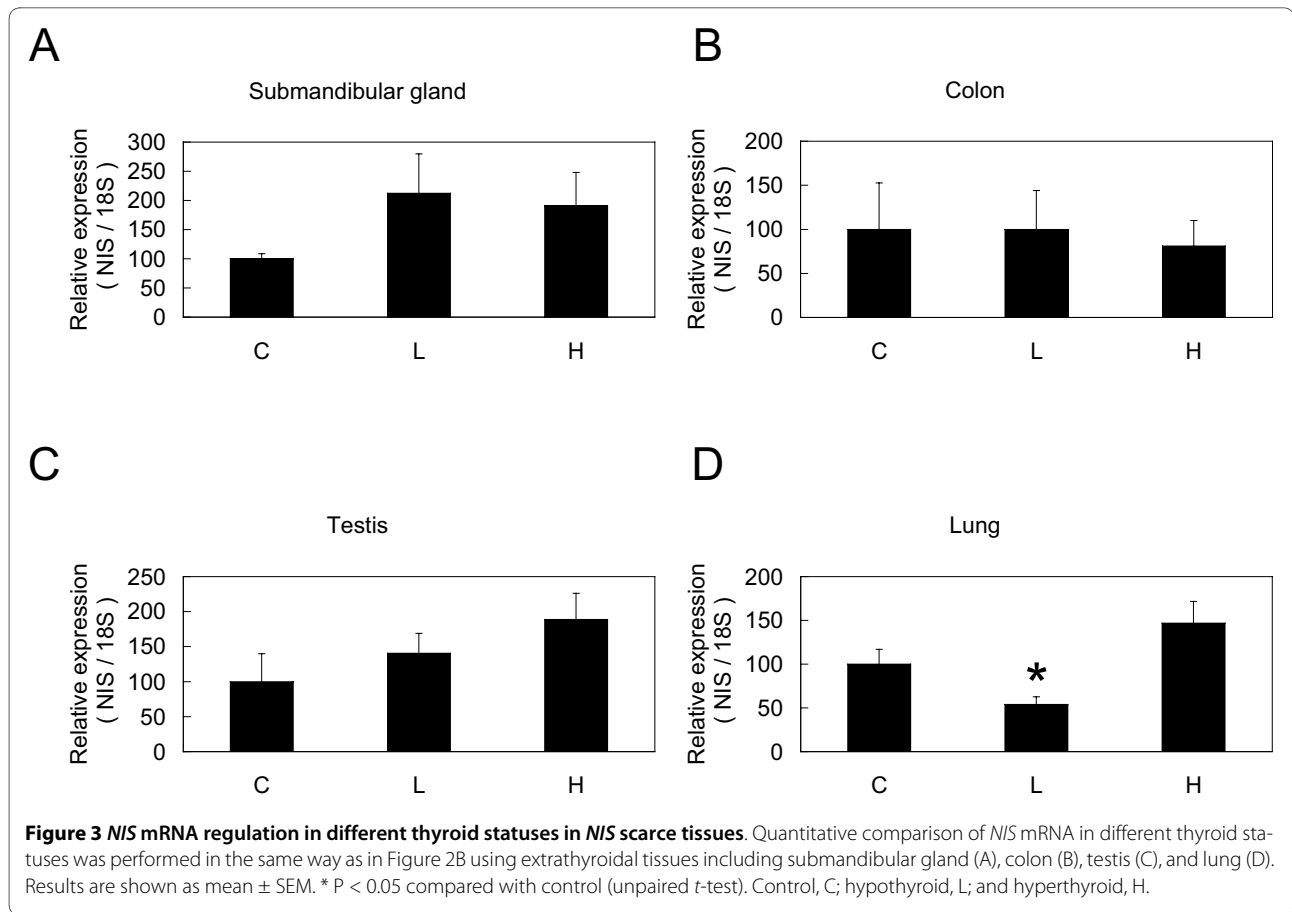 A
Submandibular gland
Relative expression
( NIS / 18S )
300
250
200
150
100
50
0
C
L
H
B
Colon
Relative expression
( NIS / 18S )
200
150
100
50
0
C
L
H
C
Testis
Relative expression
( NIS / 18S )
250
200
150
100
50
0
C
L
H
D
Lung
Relative expression
( NIS / 18S )
200
150
100
50
0
*
C
L
H
Figure 3 NIS mRNA regulation in different thyroid statuses in NIS scarce tissues. Quantitative comparison of NIS mRNA in different thyroid sta-
tuses was performed in the same way as in Figure 2B using extrathyroidal tissues including submandibular gland (A), colon (B), testis (C), and lung (D).
Results are shown as mean ± SEM. * P < 0.05 compared with control (unpaired t-test). Control, C; hypothyroid, L; and hyperthyroid, H.